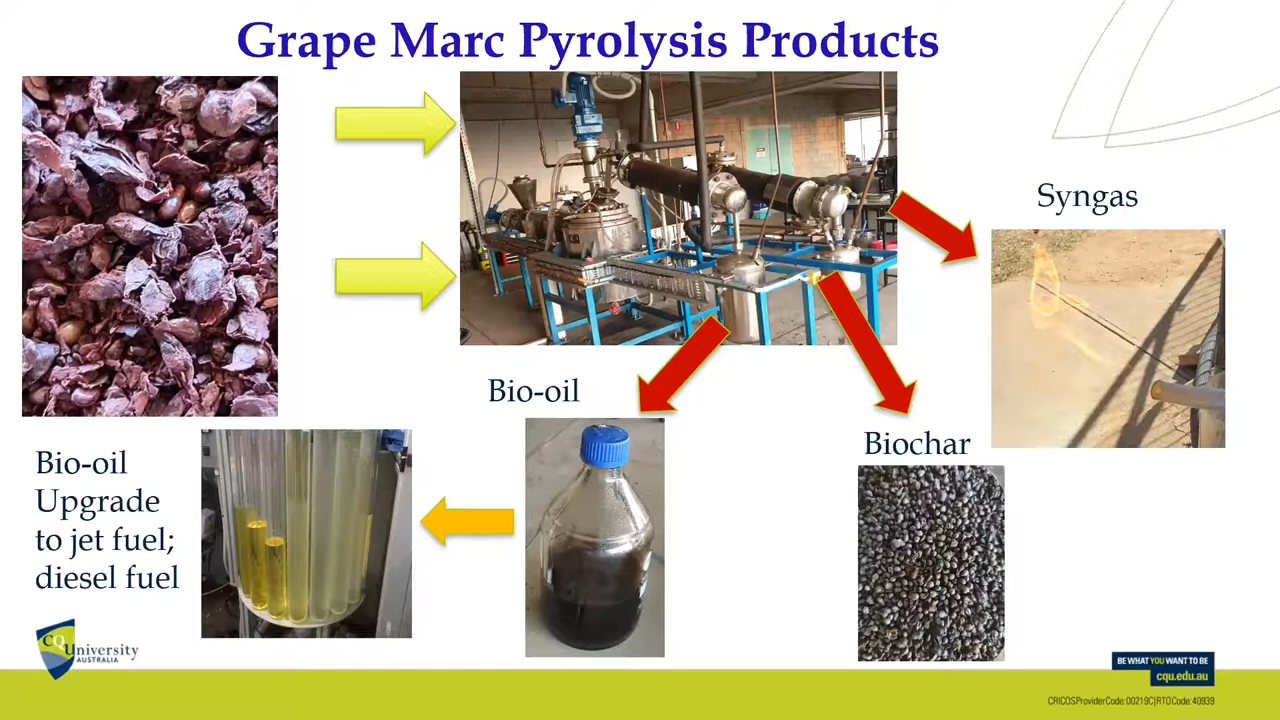 Grape Marc Pyrolysis Products
Syngas
Bio-oil
Biochar
Bio-oil
Upgrade
to jet fuel;
diesel fuel
CQUniversity
AUSTRALIA
BE WHAT YOU WANT TO BE
cqu.edu.au
CRICOS Provider Code: 00219C | RTO Code: 40939